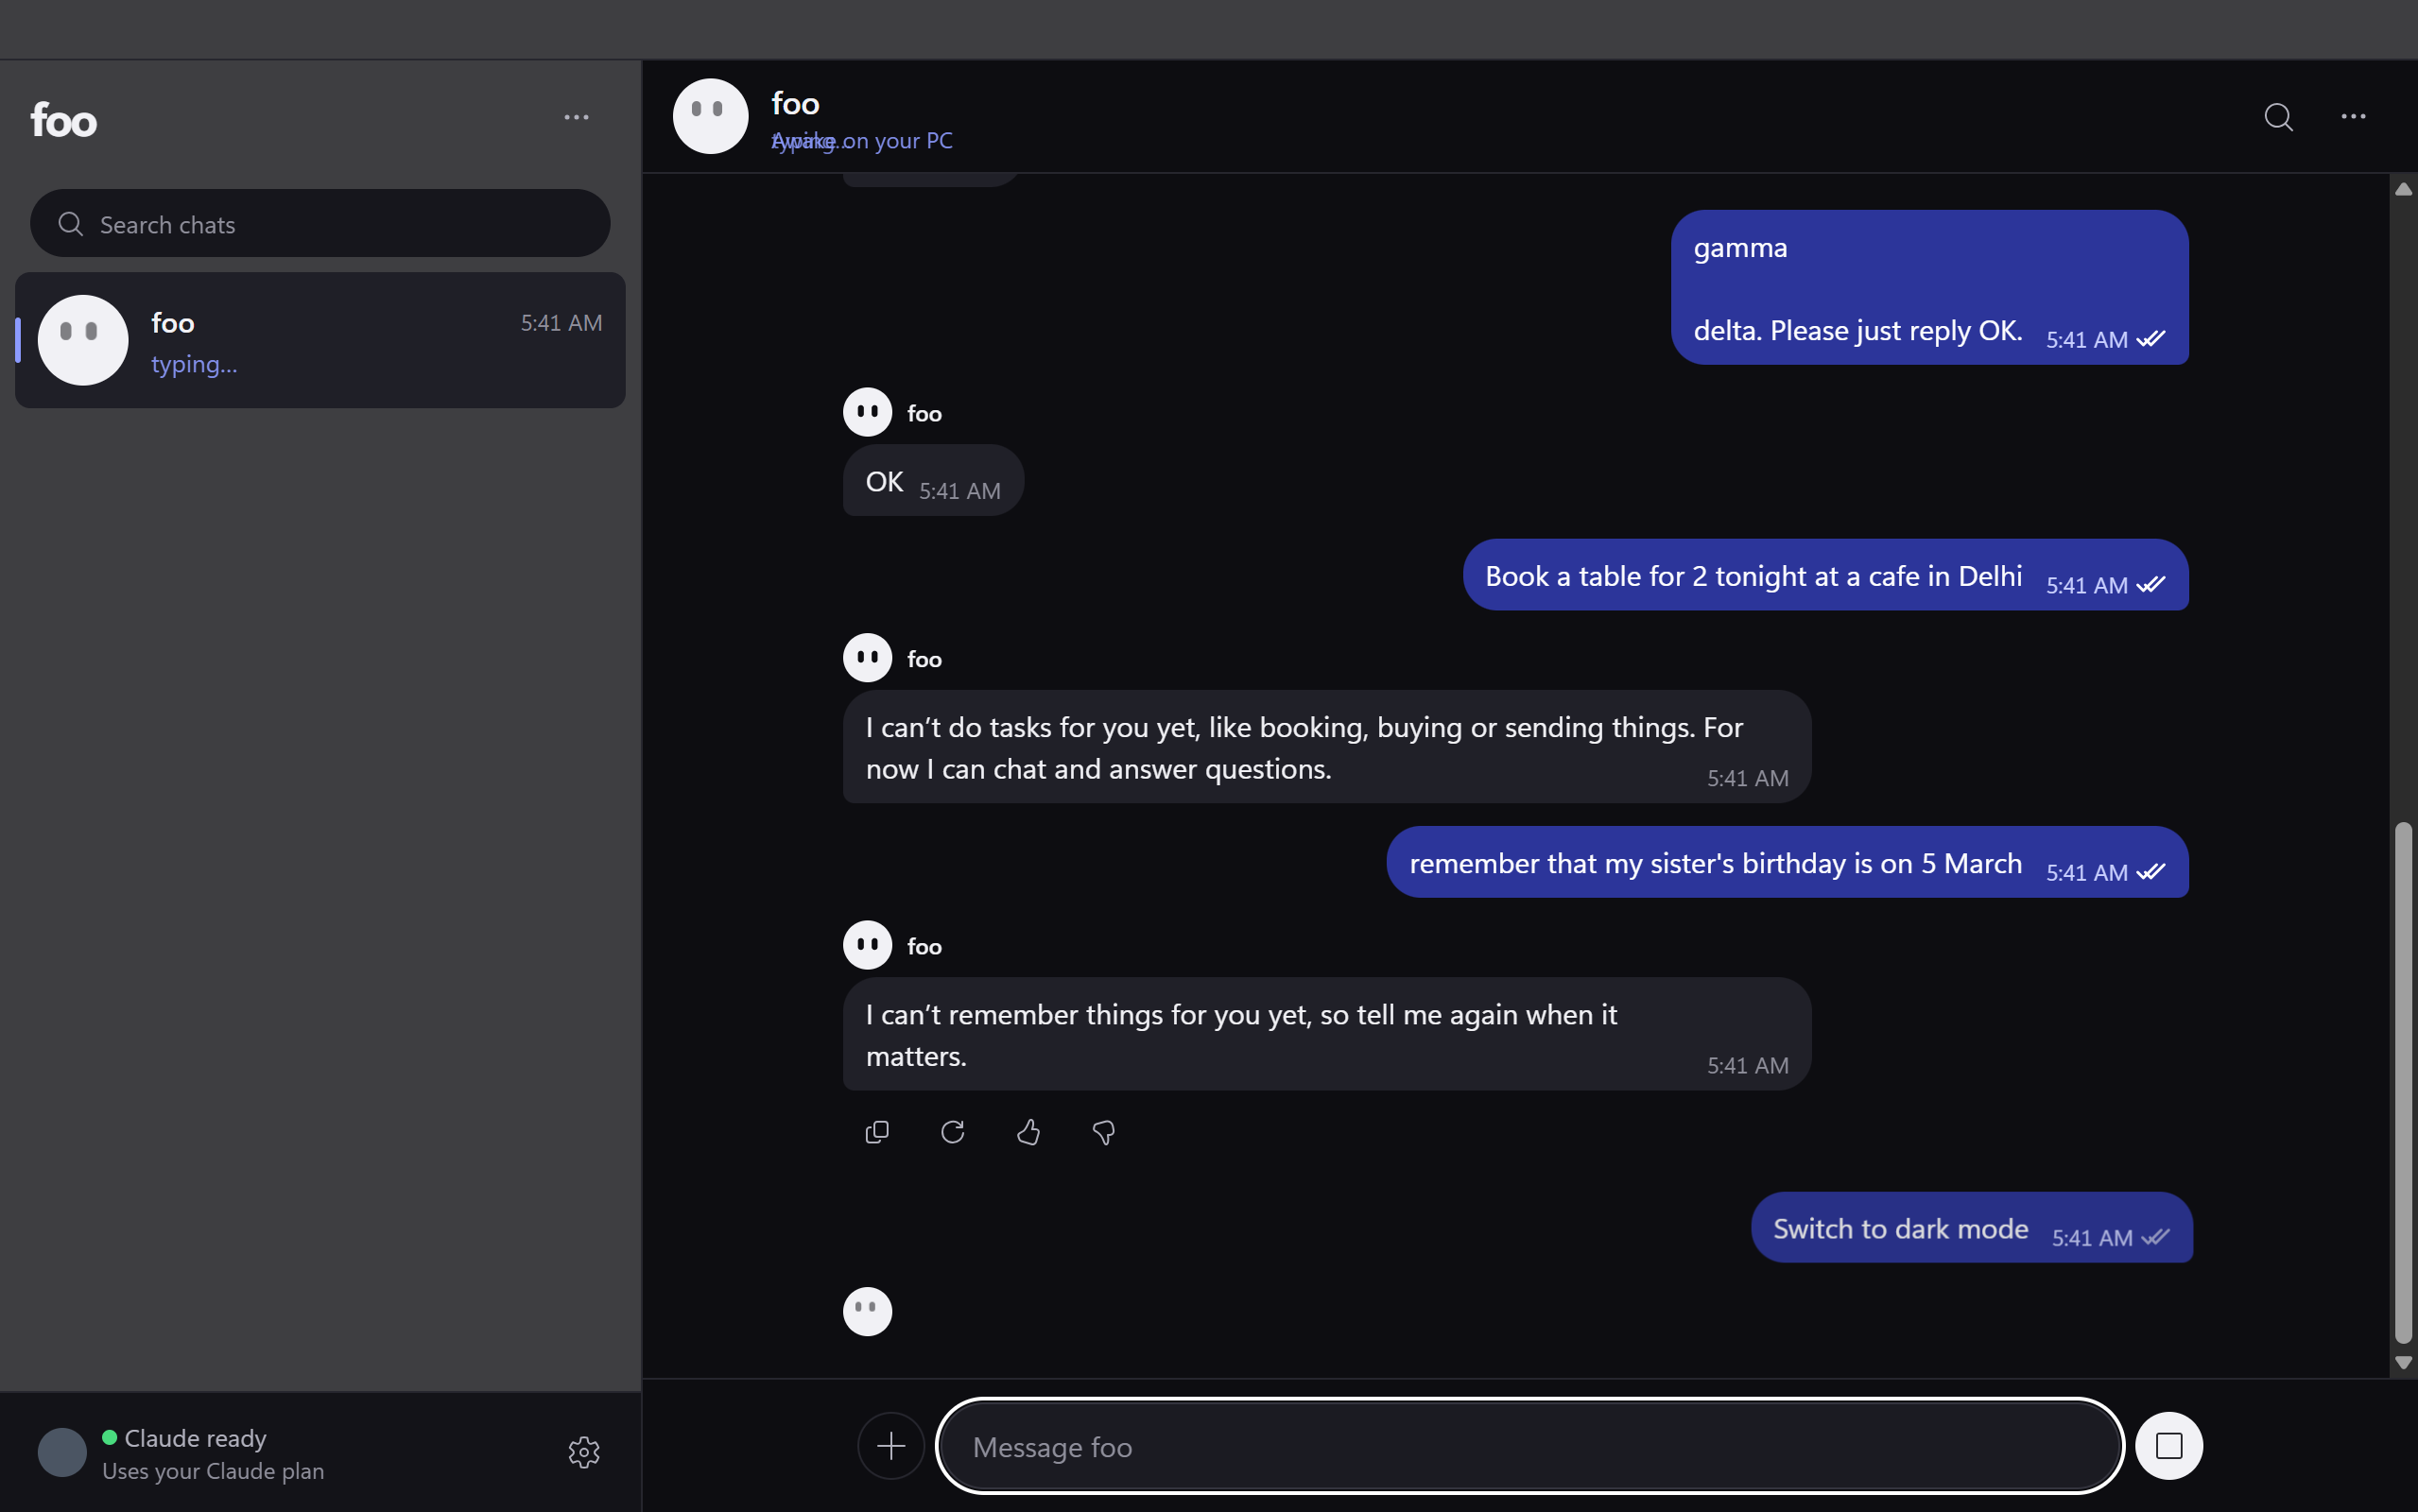 foo
Search chats
foo
5:41 AM
typing...
Claude ready
Uses your Claude plan
foo
Awake on your PC
typing...
gamma
delta. Please just reply OK.
5:41 AM
foo
OK
5:41 AM
Book a table for 2 tonight at a cafe in Delhi
5:41 AM
foo
I can’t do tasks for you yet, like booking, buying or sending things. For
now I can chat and answer questions.
5:41 AM
remember that my sister's birthday is on 5 March
5:41 AM
foo
I can’t remember things for you yet, so tell me again when it
matters.
5:41 AM
Switch to dark mode
5:41 AM
Message foo